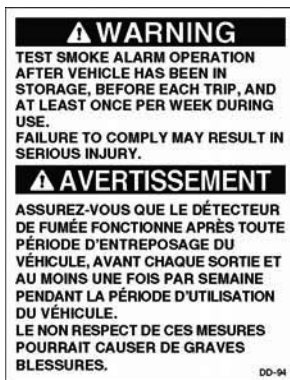 WARNING
TEST SMOKE ALARM OPERATION
AFTER VEHICLE HAS BEEN IN
STORAGE, BEFORE EACH TRIP, AND
AT LEAST ONCE PER WEEK DURING
USE.
FAILURE TO COMPLY MAY RESULT IN
SERIOUS INJURY.
AVERTISSEMENT
ASSUREZ-VOUS QUE LE DÉTECTEUR
DE FUMÉE FONCTIONNE APRÈS TOUTE
PÉRIODE D'ENTREPOSAGE DU
VÉHICULE, AVANT CHAQUE SORTIE ET
AU MOINS UNE FOIS PAR SEMAINE
PENDANT LA PÉRIODE D'UTILISATION
DU VÉHICULE.
LE NON RESPECT DE CES MESURES
POURRAIT CAUSER DE GRAVES
BLESSURES.
DD-94